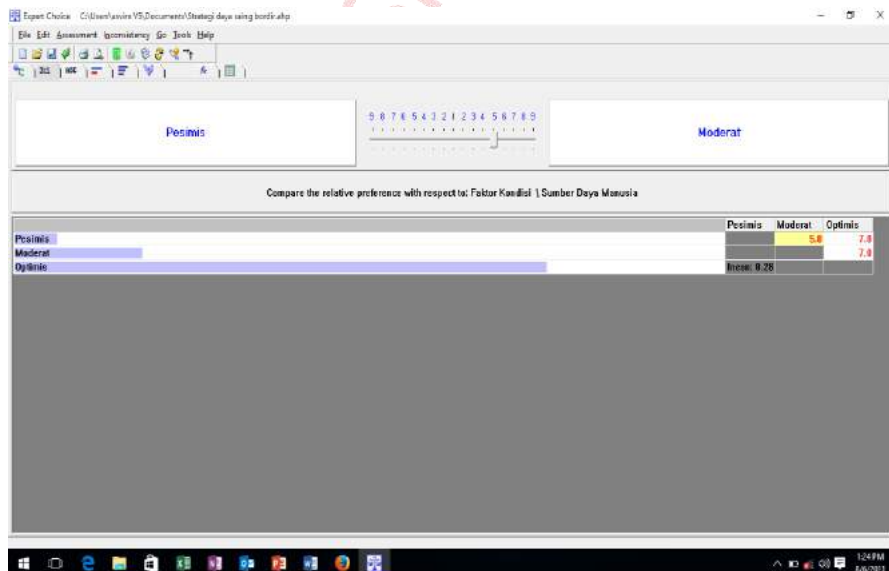 Expert Choice C:\Users\asvira V5\Documents\Strategi daya saing bordir.ahp
File Edit Assessment Inconsistency Go Tools Help
ABC
9 8 7 6 5 4 3 2 1 2 3 4 5 6 7 8 9
Pesimis
Moderat
Compare the relative preference with respect to: Faktor Kondisi \ Sumber Daya Manusia
Pesimis Moderat Optimis
Pesimis 5.0 7.0
Moderat 7.0
Optimis Incon: 0.28
1:24 PM